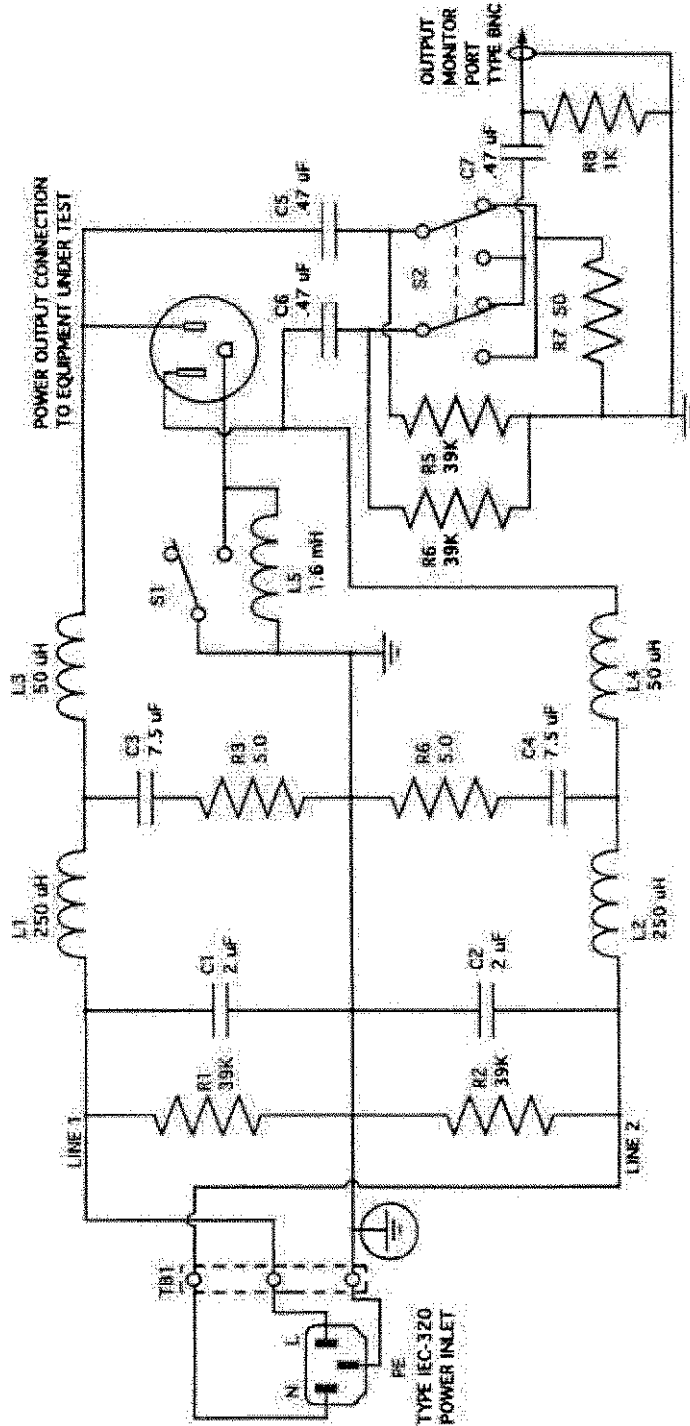 POWER OUTPUT CONNECTION
TO EQUIPMENT UNDER TEST
L1
250 uH
L3
50 uH
C3
7.5 uF
R3
5.0
S1
L5
1.6 mH
C5
.47 uF
C6
.47 uF
OUTPUT
MONITOR
PORT
TYPE BNC
C7
.47 uF
S2
R8
1K
R7 50
R5
39K
R6
39K
LINE 1
R1
39K
C1
2 uF
C2
2 uF
R2
39K
LINE 2
L2
250 uH
R6
5.0
C4
7.5 uF
L4
50 uH
TB1
N
L
PE
TYPE IEC-320
POWER INLET